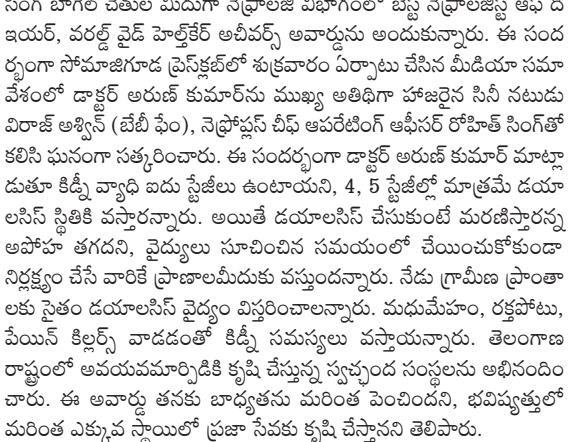 సింగ్ బాగల్ చేతుల మీదుగా నెఫ్రాలజి విభాగంలో బెస్ట్ నెఫ్రాలజిస్ట్ ఆఫ్ ద
ఇయర్, వరల్డ్ వైడ్ హెల్త్‌కేర్ అచీవర్స్ అవార్డును అందుకున్నారు. ఈ సంద
ర్భంగా సోమాజిగూడ ప్రెస్‌క్లబ్‌లో శుక్రవారం ఏర్పాటు చేసిన మీడియా సమా
వేశంలో డాక్టర్ అరుణ్ కుమార్‌ను ముఖ్య అతిథిగా హాజరైన సినీ నటుడు
విరాజ్ అశ్విన్ (బేబీ ఫేం), నెఫ్రోప్లస్ చీఫ్ ఆపరేటింగ్ ఆఫీసర్ రోహిత్ సింగ్‌తో
కలిసి ఘనంగా సత్కరించారు. ఈ సందర్భంగా డాక్టర్ అరుణ్ కుమార్ మాట్లా
డుతూ కిడ్నీ వ్యాధి ఐదు స్టేజీలు ఉంటాయని, 4, 5 స్టేజీల్లో మాత్రమే డయా
లసిస్ స్థితికి వస్తారన్నారు. అయితే డయాలసిస్ చేసుకుంటే మరణిస్తారన్న
అపోహ తగదని, వైద్యులు సూచించిన సమయంలో చేయించుకోకుండా
నిర్లక్ష్యం చేసే వారికే ప్రాణాలమీదుకు వస్తుందన్నారు. నేడు గ్రామీణ ప్రాంతా
లకు సైతం డయాలసిస్ వైద్యం విస్తరించాలన్నారు. మధుమేహం, రక్తపోటు,
పేయిన్ కిల్లర్స్ వాడడంతో కిడ్నీ సమస్యలు వస్తాయన్నారు. తెలంగాణ
రాష్ట్రంలో అవయవమార్పిడికి కృషి చేస్తున్న స్వచ్ఛంద సంస్థలను అభినందిం
చారు. ఈ అవార్డు తనకు బాధ్యతను మరింత పెంచిందని, భవిష్యత్తులో
మరింత ఎక్కువ స్థాయిలో ప్రజా సేవకు కృషి చేస్తానని తెలిపారు.